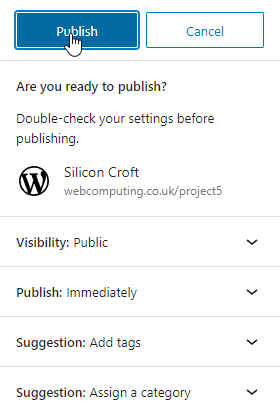 Publish
Cancel
Are you ready to publish?
Double-check your settings before
publishing.
Silicon Croft
webcomputing.co.uk/project5
Visibility: Public
Publish: Immediately
Suggestion: Add tags
Suggestion: Assign a category